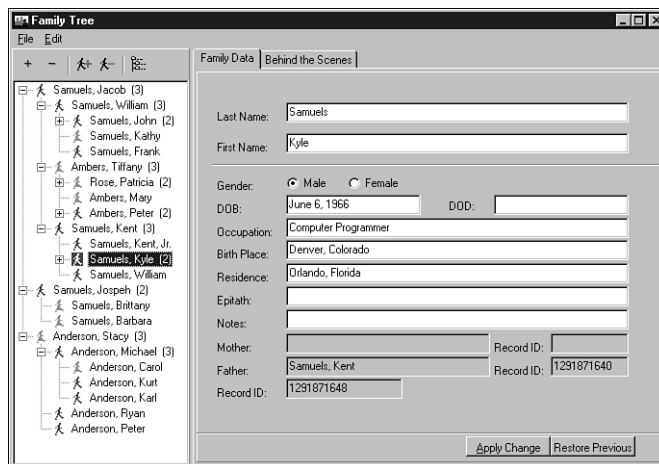 Family Tree
File Edit
Family Data Behind the Scenes
Samuels, Jacob (3)
Samuels, William (3)
Samuels, John (2)
Samuels, Kathy
Samuels, Frank
Ambers, Tiffany (3)
Rose, Patricia (2)
Ambers, Mary
Ambers, Peter (2)
Samuels, Kent (3)
Samuels, Kent, Jr.
Samuels, Kyle (2)
Samuels, William
Samuels, Jospeh (2)
Samuels, Brittany
Samuels, Barbara
Anderson, Stacy (3)
Anderson, Michael (3)
Anderson, Carol
Anderson, Kurt
Anderson, Karl
Anderson, Ryan
Anderson, Peter
Last Name: Samuels
First Name: Kyle
Gender: Male Female
DOB: June 6, 1966 DOD:
Occupation: Computer Programmer
Birth Place: Denver, Colorado
Residence: Orlando, Florida
Epitath:
Notes:
Mother: Record ID:
Father: Samuels, Kent Record ID: 1291871640
Record ID: 1291871648
Apply Change Restore Previous